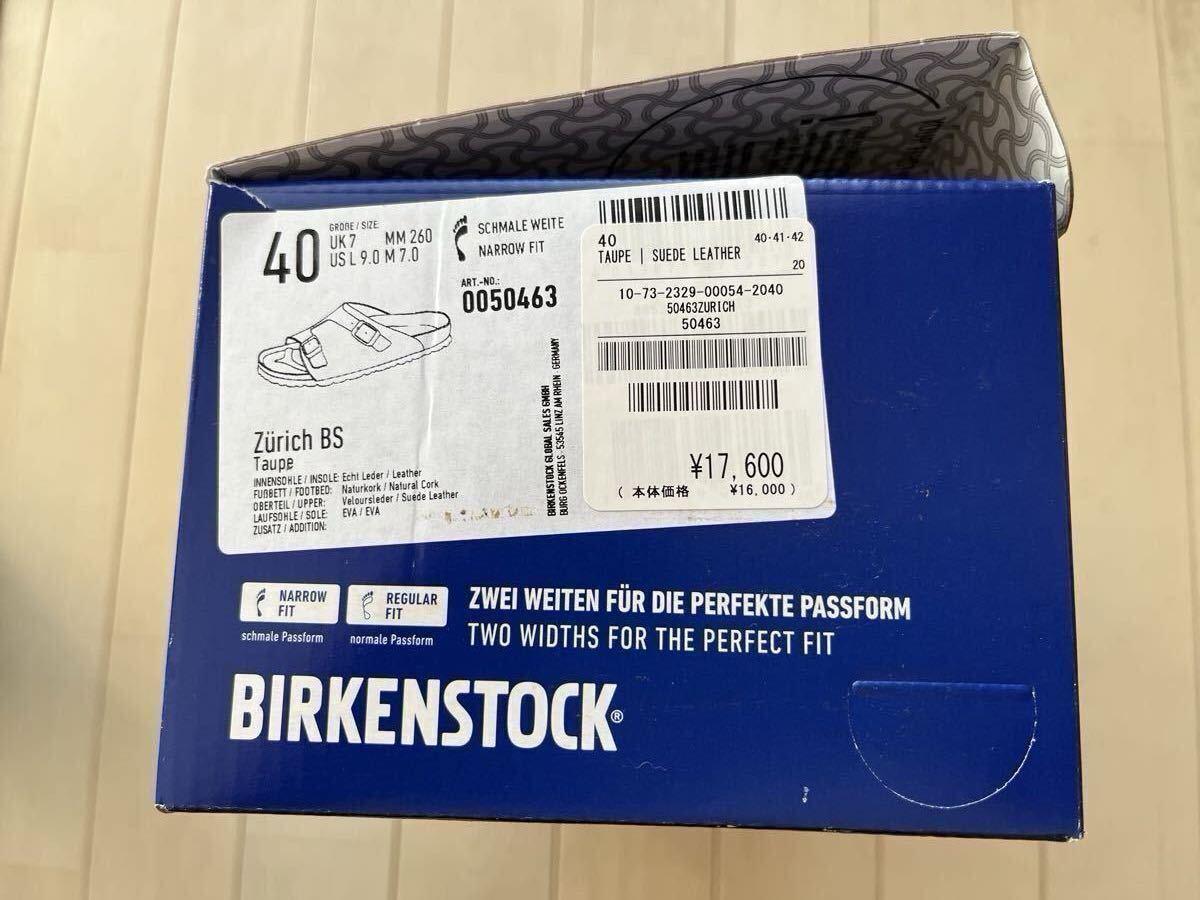 40
GRÖBE / SIZE:
UK 7 MM 260
US L 9.0 M 7.0
SCHMALE WEITE
NARROW FIT
ART.-NO.:
0050463
Zürich BS
Taupe
INNENSOHLE / INSOLE: Echt Leder / Leather
FUßBETT / FOOTBED: Naturkork / Natural Cork
OBERTEIL / UPPER: Veloursleder / Suede Leather
LAUFSOHLE / SOLE: EVA / EVA
ZUSATZ / ADDITION:
BIRKENSTOCK GLOBAL SALES GMBH
BURG OCKENFELS · 53545 LINZ AM RHEIN · GERMANY
40 40·41·42
TAUPE | SUEDE LEATHER
20
10-73-2329-00054-2040
50463ZURICH
50463
¥17,600
( 本体価格 ¥16,000 )
NARROW
FIT
schmale Passform
REGULAR
FIT
normale Passform
ZWEI WEITEN FÜR DIE PERFEKTE PASSFORM
TWO WIDTHS FOR THE PERFECT FIT
BIRKENSTOCK®